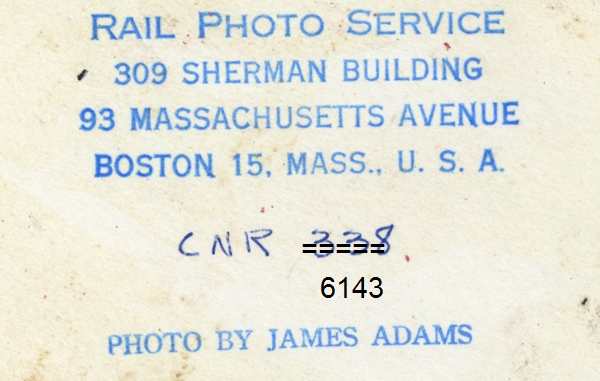 RAIL PHOTO SERVICE
309 SHERMAN BUILDING
93 MASSACHUSETTS AVENUE
BOSTON 15, MASS., U. S. A.
CNR 338
6143
PHOTO BY JAMES ADAMS